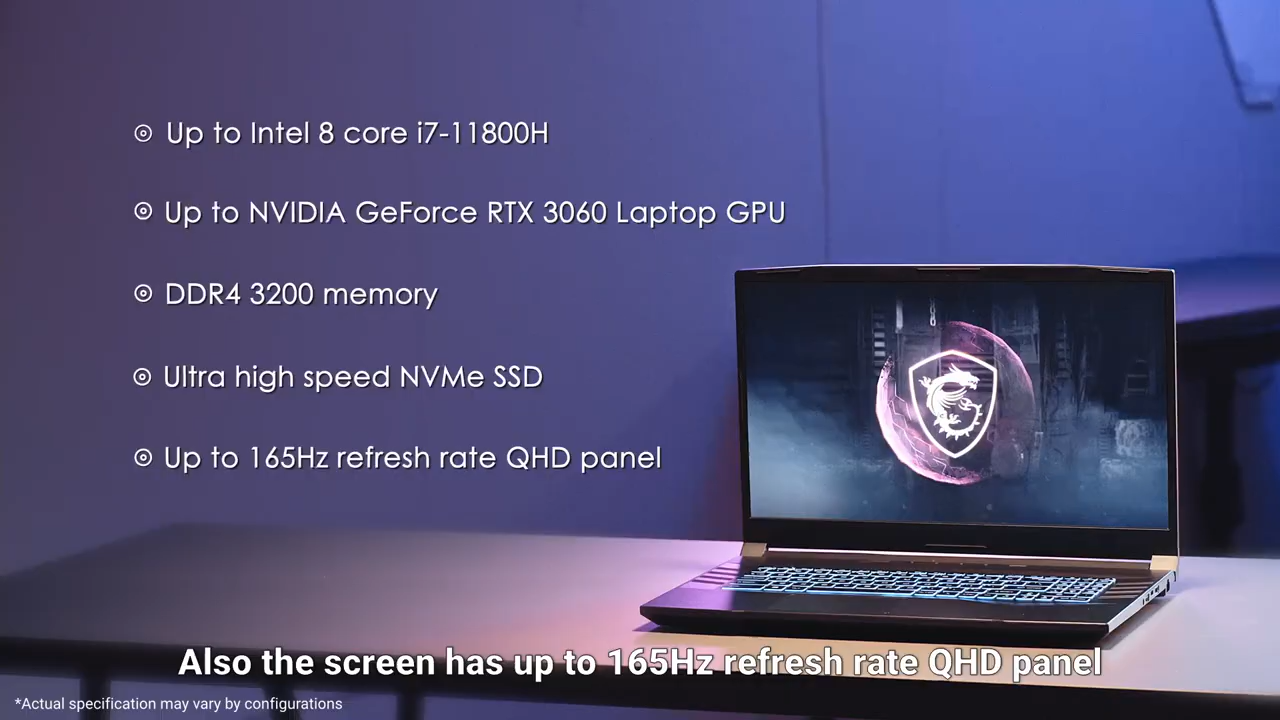 Up to Intel 8 core i7-11800H
Up to NVIDIA GeForce RTX 3060 Laptop GPU
DDR4 3200 memory
Ultra high speed NVMe SSD
Up to 165Hz refresh rate QHD panel
Also the screen has up to 165Hz refresh rate QHD panel
*Actual specification may vary by configurations